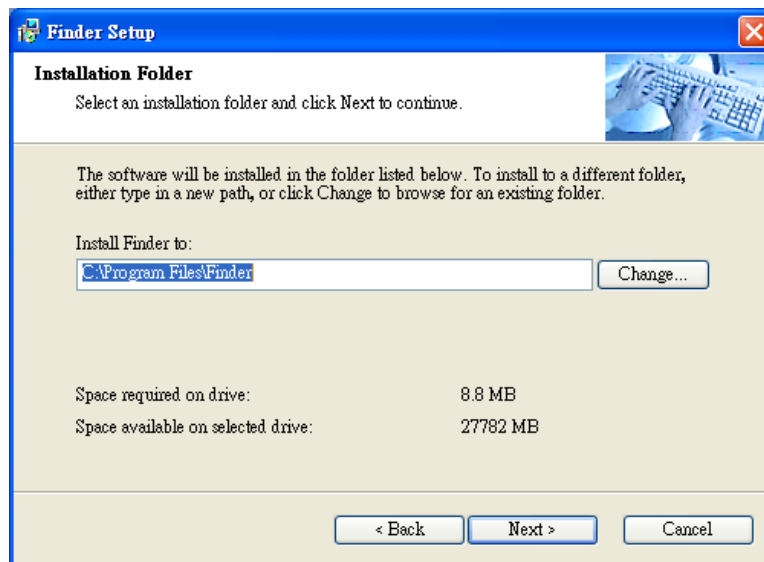 Finder Setup
Installation Folder
Select an installation folder and click Next to continue.
The software will be installed in the folder listed below. To install to a different folder,
either type in a new path, or click Change to browse for an existing folder.
Install Finder to:
C:\Program Files\Finder
Change...
Space required on drive: 8.8 MB
Space available on selected drive: 27782 MB
< Back Next > Cancel